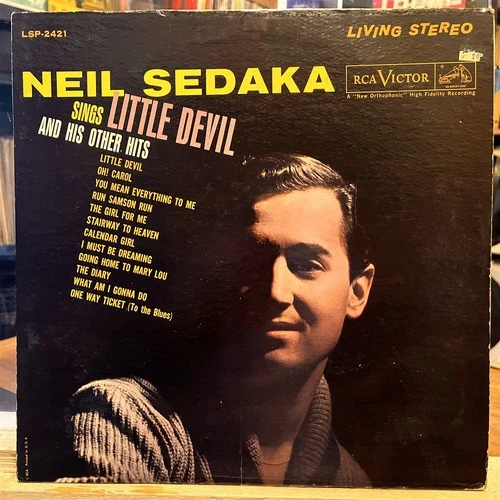 LSP-2421
LIVING STEREO
NEIL SEDAKA
RCA VICTOR
A "New Orthophonic" High Fidelity Recording
SINGS LITTLE DEVIL
AND HIS OTHER HITS
LITTLE DEVIL
OH! CAROL
YOU MEAN EVERYTHING TO ME
RUN SAMSON RUN
THE GIRL FOR ME
STAIRWAY TO HEAVEN
CALENDAR GIRL
I MUST BE DREAMING
GOING HOME TO MARY LOU
THE DIARY
WHAT AM I GONNA DO
ONE WAY TICKET (To the Blues)